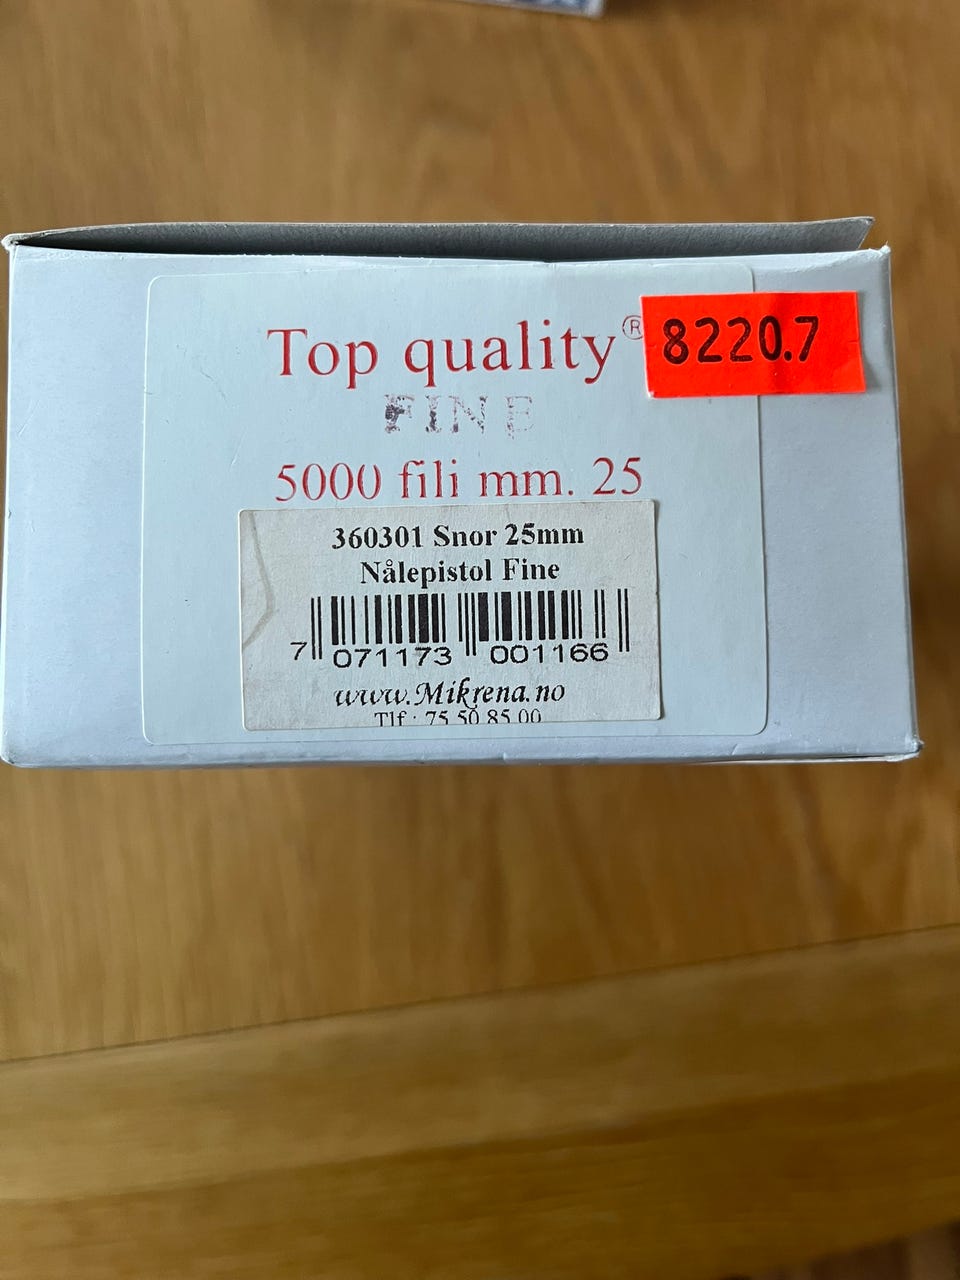 Top quality®
8220.7
FINE
5000 fili mm. 25
360301 Snor 25mm
Nålepistol Fine
7 071173 001166
www.Mikrena.no
Tlf : 75 50 85 00